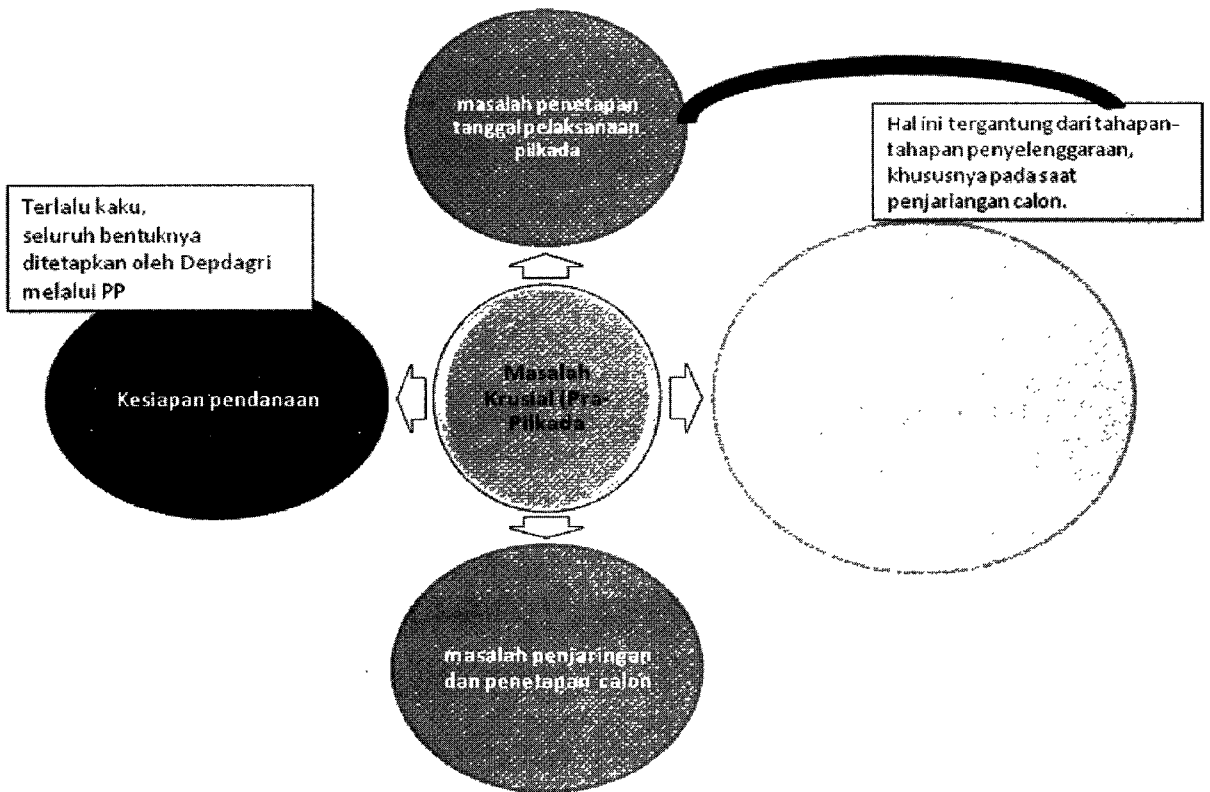 masalah penetapan
tanggal pelaksanaan
pilkada
Hal ini tergantung dari tahapan-
tahapan penyelenggaraan,
khususnya pada saat
penjariangan calon.
Terlalu kaku,
seluruh bentuknya
ditetapkan oleh Depdagri
melalui PP
Kesiapan pendanaan
Masalah
Krusial (Pra-
Pilkada
masalah penjaringan
dan penetapan calon